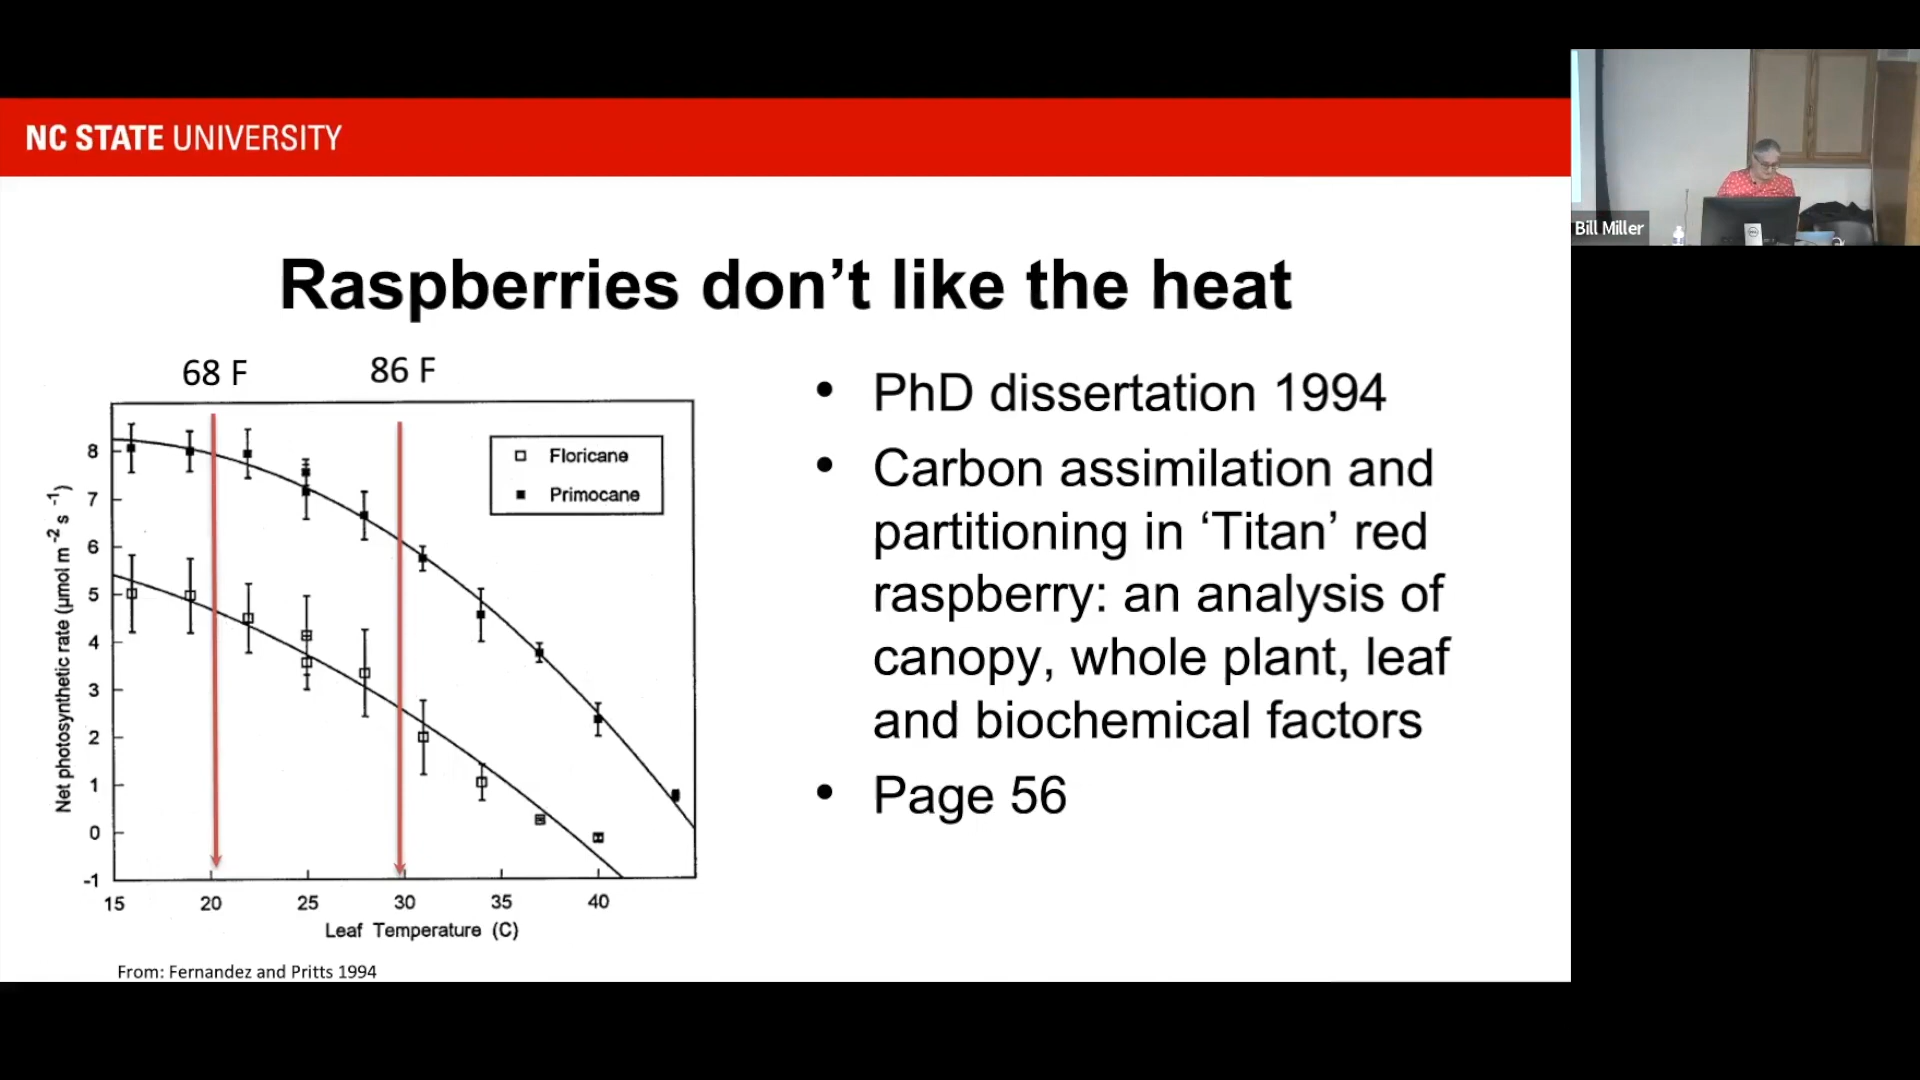 NC STATE UNIVERSITY
Bill Miller
Raspberries don’t like the heat
68 F
86 F
Floricane
Primocane
Net photosynthetic rate (µmol m⁻² s⁻¹)
8
7
6
5
4
3
2
1
0
-1
15 20 25 30 35 40
Leaf Temperature (C)
From: Fernandez and Pritts 1994
• PhD dissertation 1994
• Carbon assimilation and
partitioning in ‘Titan’ red
raspberry: an analysis of
canopy, whole plant, leaf
and biochemical factors
• Page 56